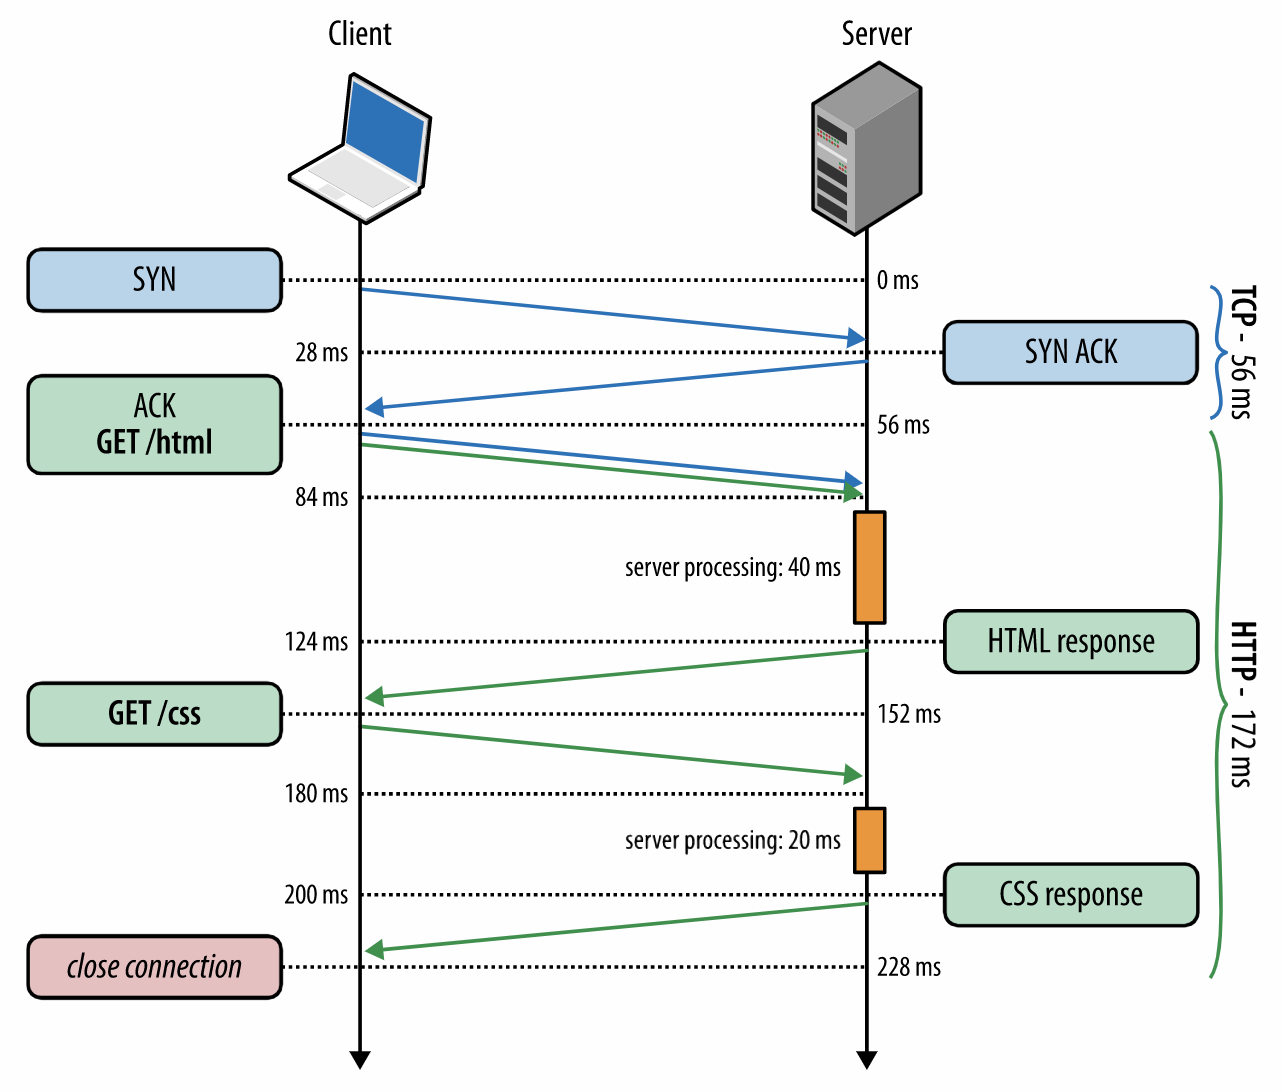 Client
Server
SYN
0 ms
28 ms
SYN ACK
TCP - 56 ms
ACK
GET /html
56 ms
84 ms
server processing: 40 ms
124 ms
HTML response
HTTP - 172 ms
GET /css
152 ms
180 ms
server processing: 20 ms
200 ms
CSS response
close connection
228 ms